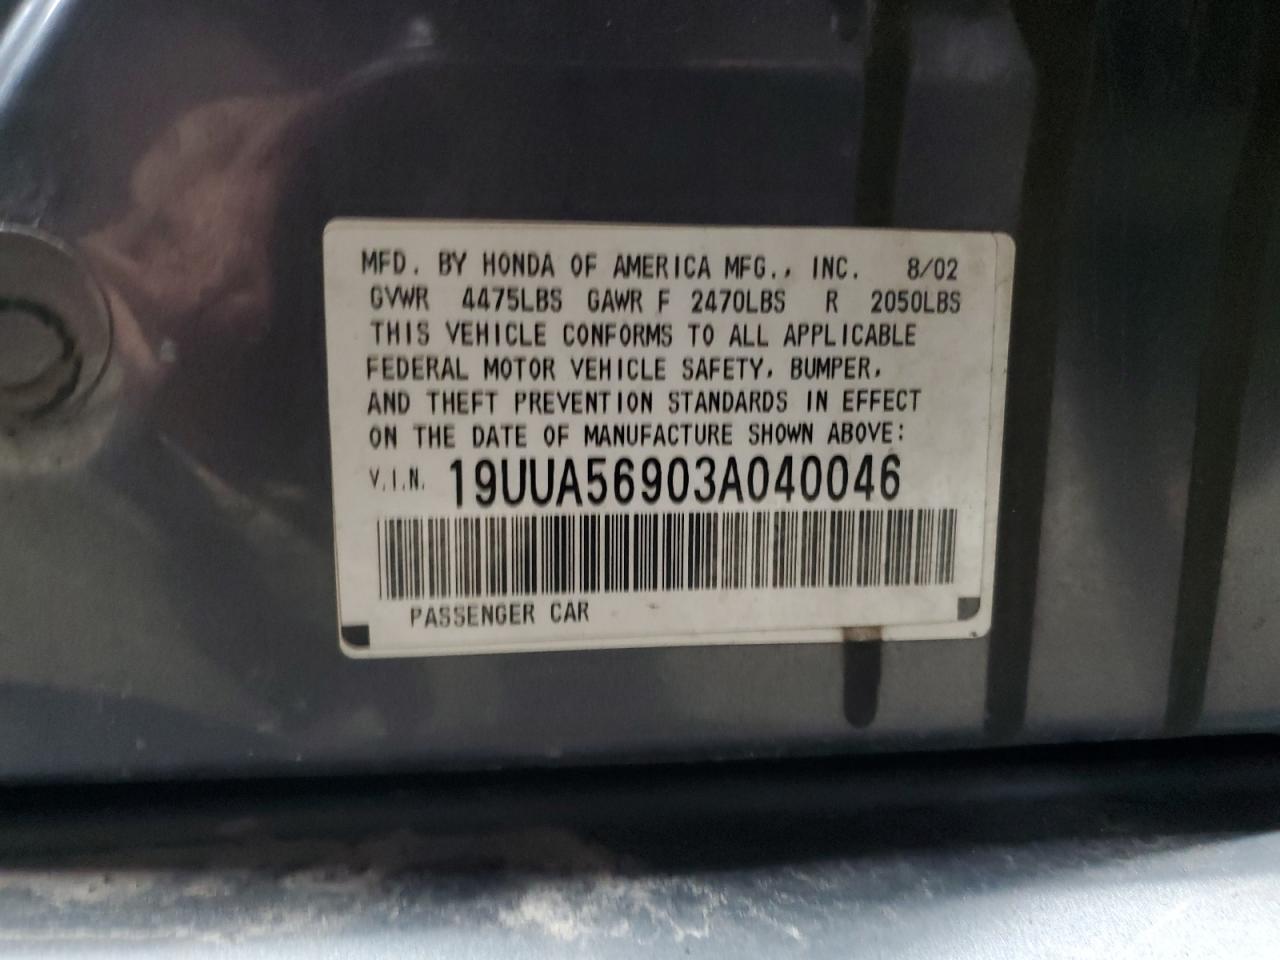 MFD. BY HONDA OF AMERICA MFG., INC. 8/02
GVWR 4475LBS GAWR F 2470LBS R 2050LBS
THIS VEHICLE CONFORMS TO ALL APPLICABLE
FEDERAL MOTOR VEHICLE SAFETY, BUMPER,
AND THEFT PREVENTION STANDARDS IN EFFECT
ON THE DATE OF MANUFACTURE SHOWN ABOVE:
V.I.N. 19UUA56903A040046
PASSENGER CAR